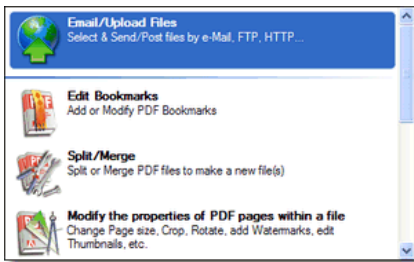 Email/Upload Files
Select & Send/Post files by e-Mail, FTP, HTTP...
Edit Bookmarks
Add or Modify PDF Bookmarks
Split/Merge
Split or Merge PDF files to make a new file(s)
Modify the properties of PDF pages within a file
Change Page size, Crop, Rotate, add Watermarks, edit
Thumbnails, etc.